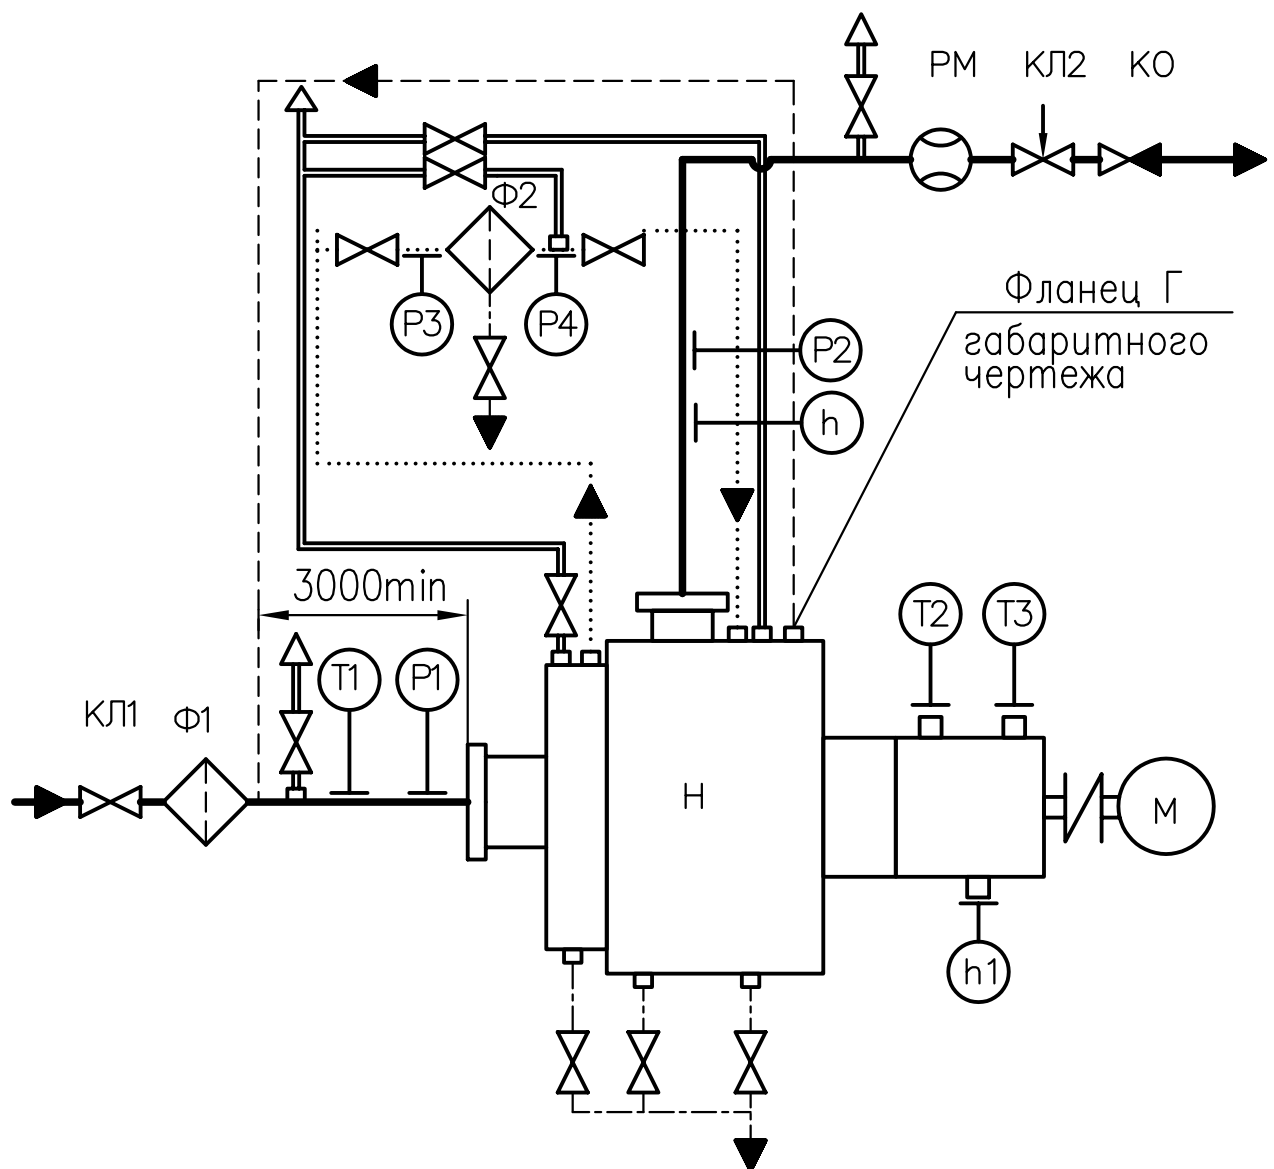 РМ КЛ2 КО
Ф2
Р3 Р4
Фланец Г
габаритного
чертежа
Р2
h
3000min
Т2 Т3
Т1 Р1
КЛ1 Ф1
Н
М
h1